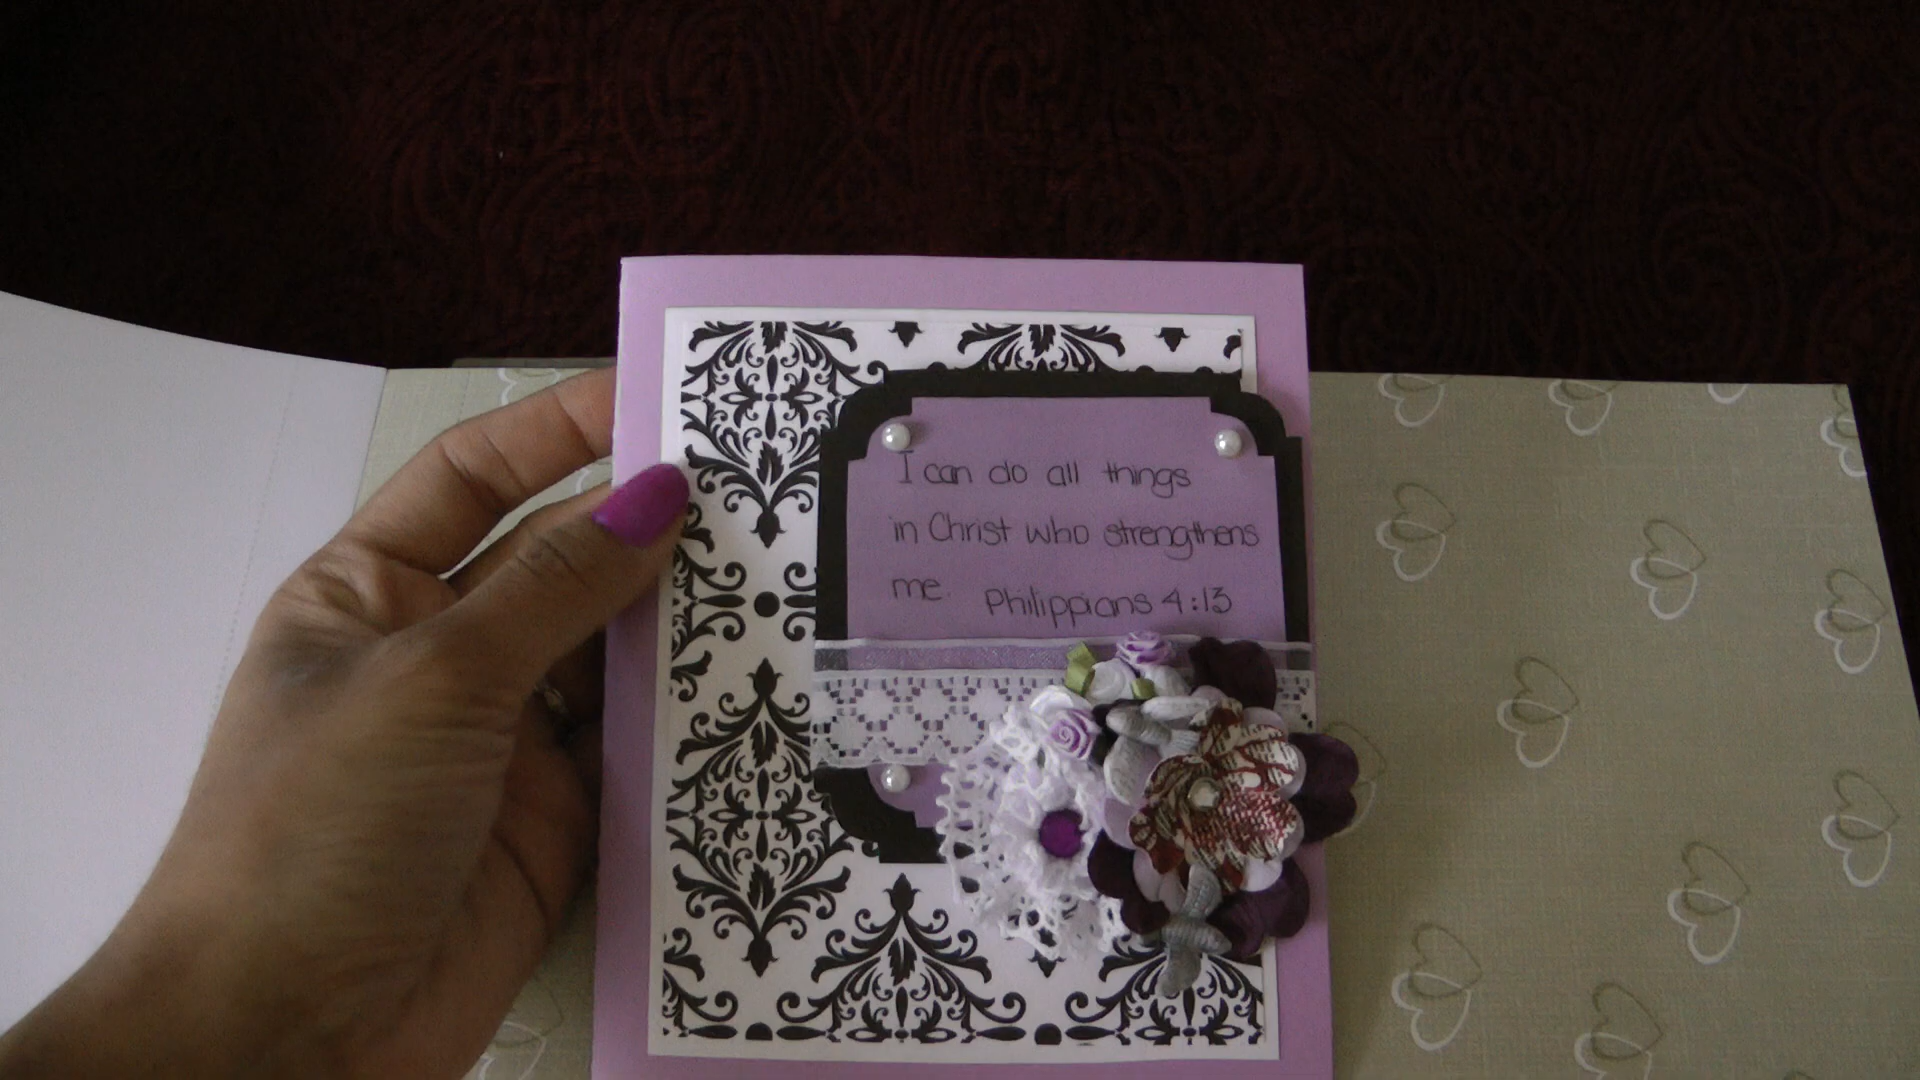 I can do all things
in Christ who strengthens
me. Philippians 4:13